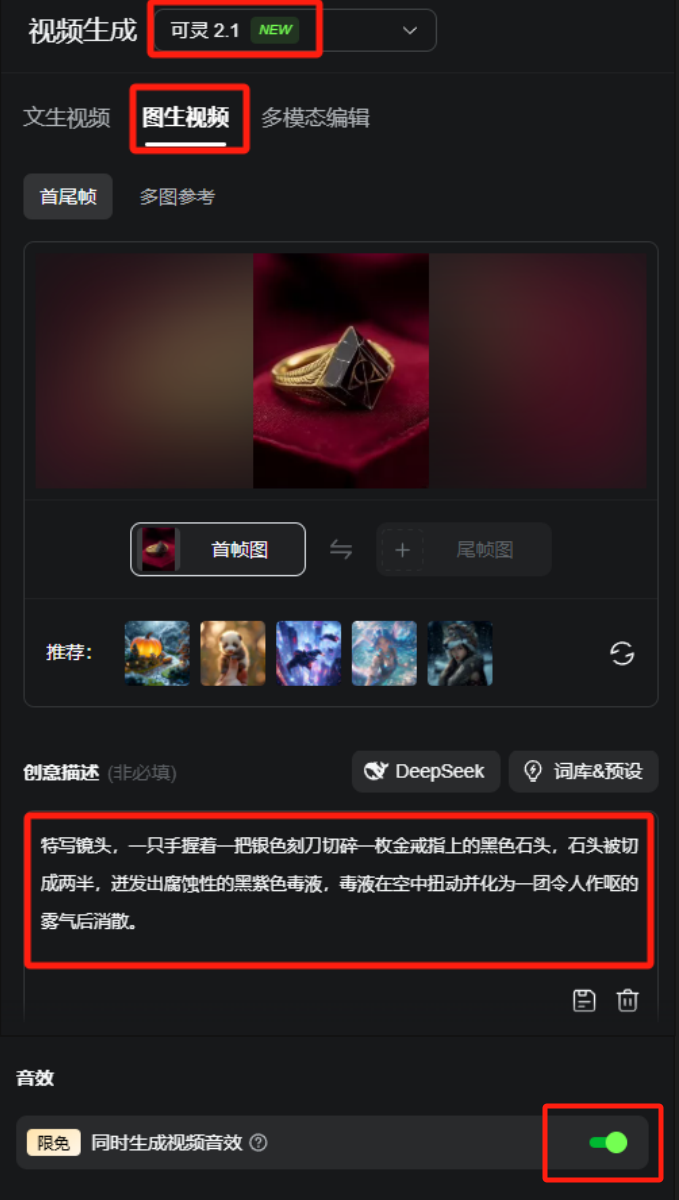 视频生成
可灵 2.1 NEW
文生视频 图生视频 多模态编辑
首尾帧 多图参考
首帧图 尾帧图
推荐：
创意描述 (非必填) DeepSeek 词库&预设
特写镜头，一只手握着一把银色刻刀切碎一枚金戒指上的黑色石头，石头被切
成两半，迸发出腐蚀性的黑紫色毒液，毒液在空中扭动并化为一团令人作呕的
雾气后消散。
音效
限免 同时生成视频音效